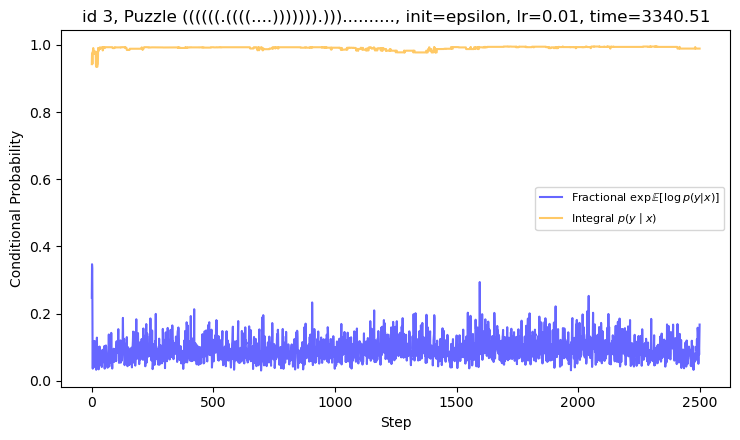 id 3, Puzzle ((((((.((((....))))))).))).........., init=epsilon, lr=0.01, time=3340.51
Conditional Probability
1.0
0.8
0.6
0.4
0.2
0.0
Fractional exp𝔼[log p(y|x)]
Integral p(y | x)
0 500 1000 1500 2000 2500
Step